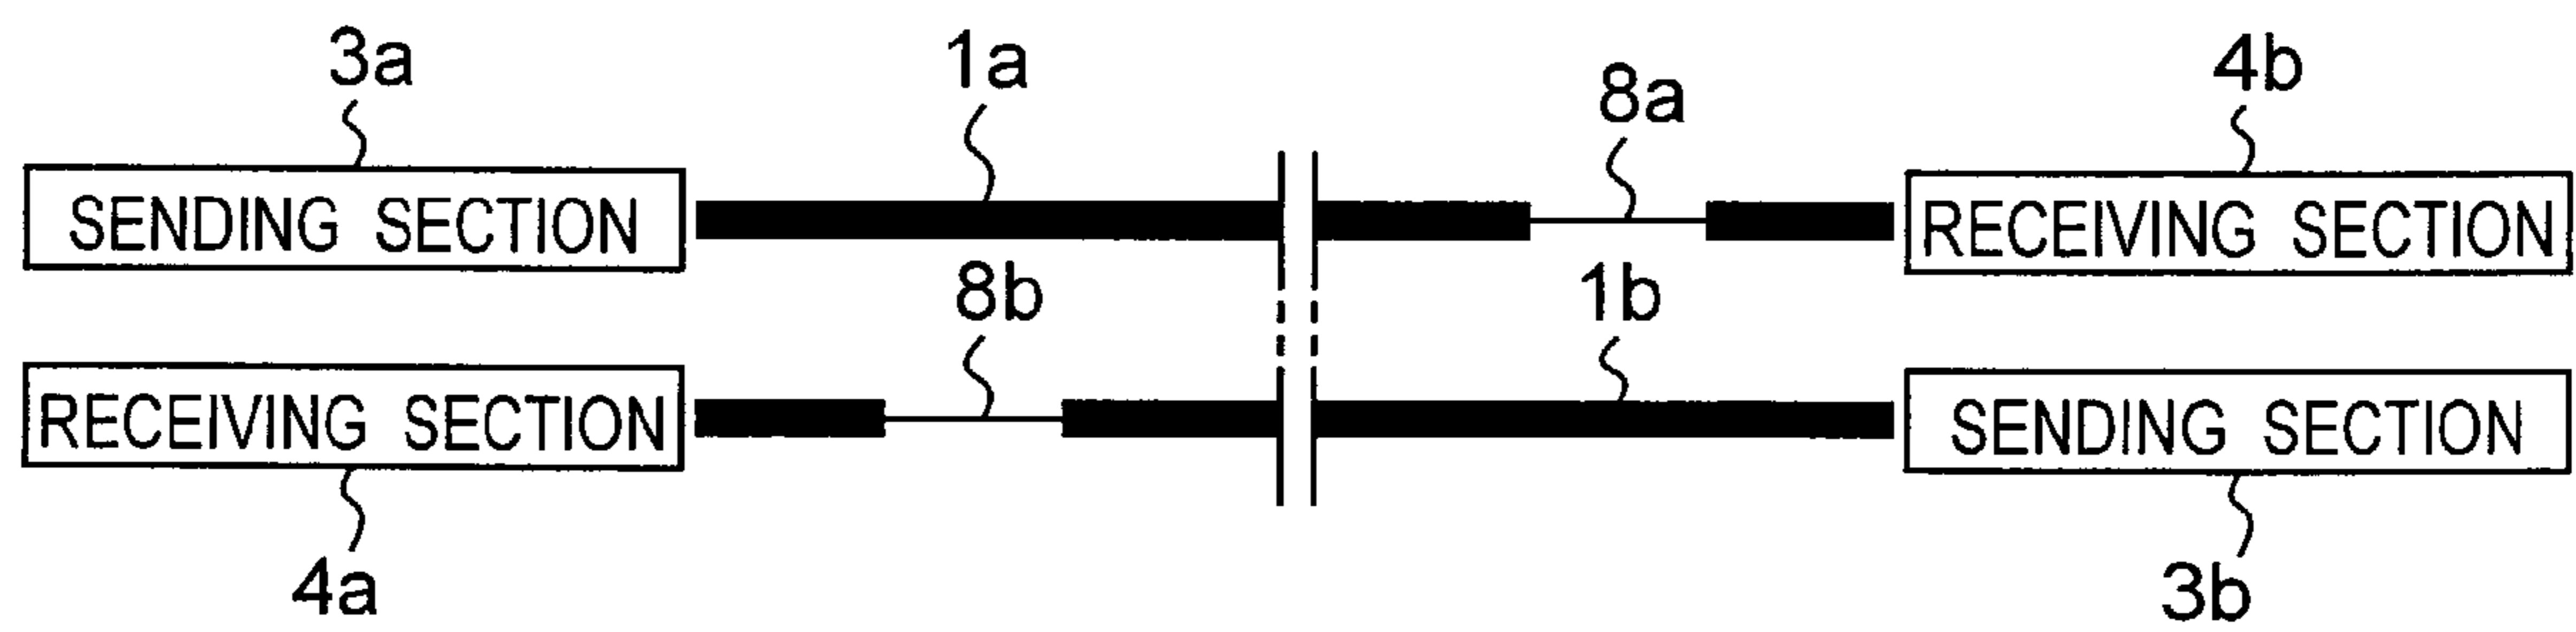 3a 1a 8a 4b
SENDING SECTION RECEIVING SECTION
8b 1b
RECEIVING SECTION SENDING SECTION
4a 3b